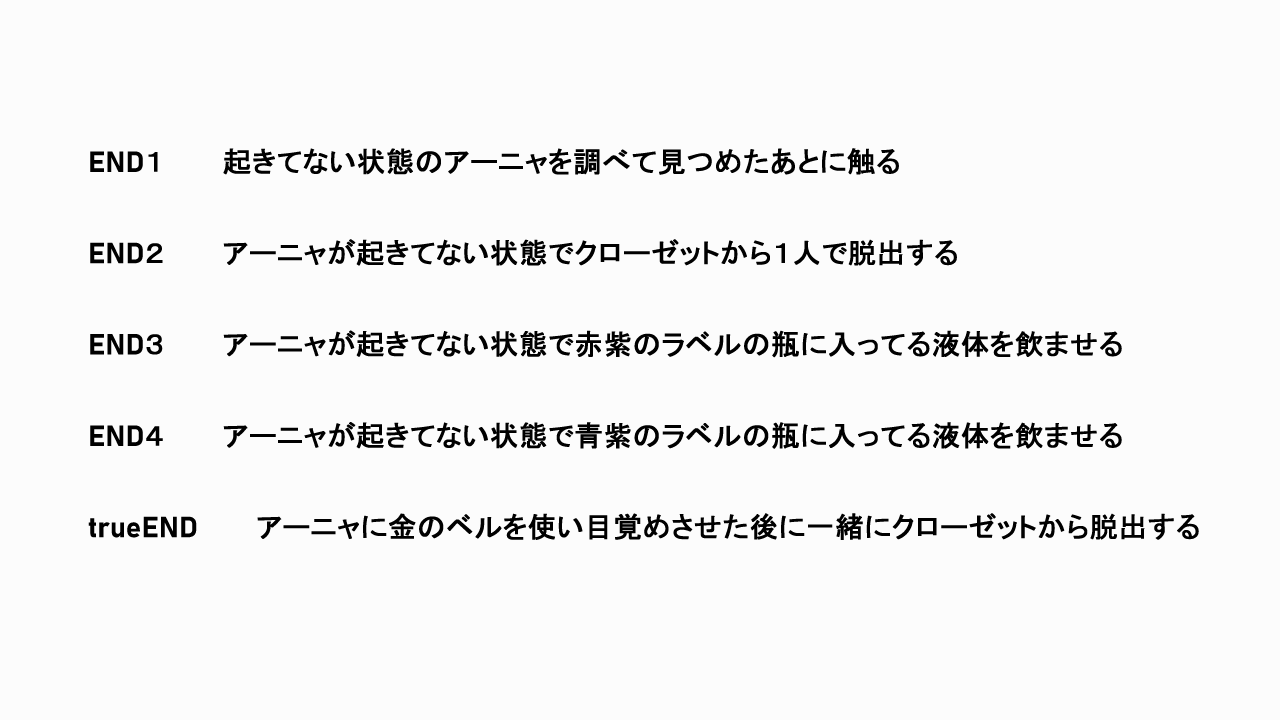 END１　　起きてない状態のアーニャを調べて見つめたあとに触る
END２　　アーニャが起きてない状態でクローゼットから１人で脱出する
END３　　アーニャが起きてない状態で赤紫のラベルの瓶に入ってる液体を飲ませる
END４　　アーニャが起きてない状態で青紫のラベルの瓶に入ってる液体を飲ませる
trueEND　　アーニャに金のベルを使い目覚めさせた後に一緒にクローゼットから脱出する